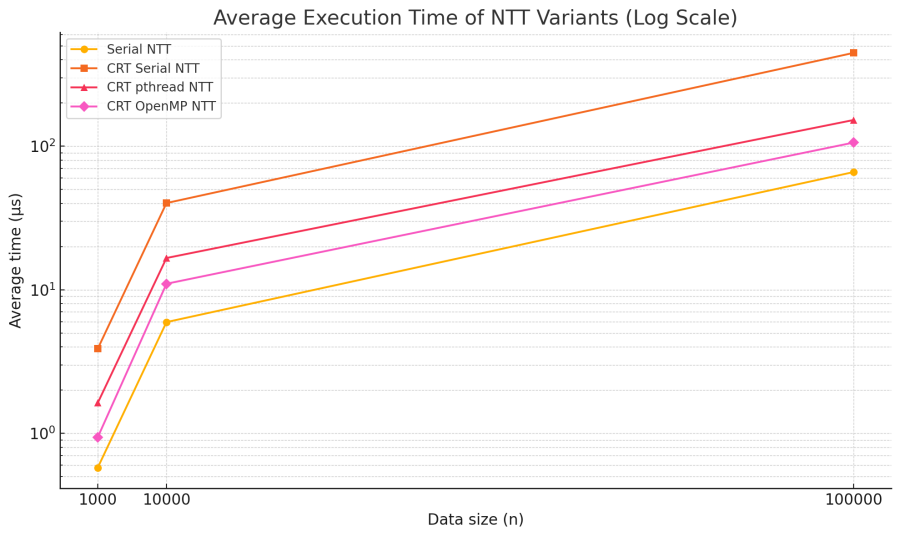 Average Execution Time of NTT Variants (Log Scale)
Serial NTT
CRT Serial NTT
CRT pthread NTT
CRT OpenMP NTT
10²
10¹
10⁰
Average time (µs)
1000 10000 100000
Data size (n)